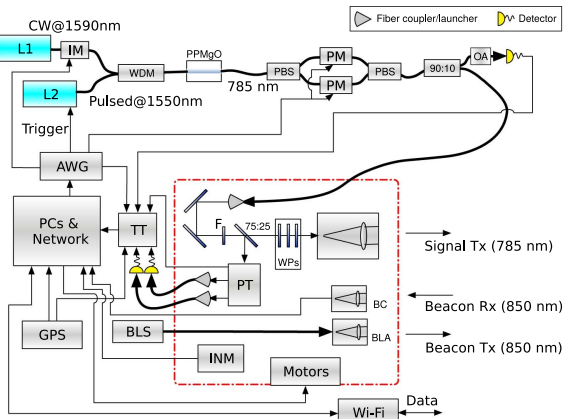 Fiber coupler/launcher
Detector
CW@1590nm
L1
IM
PPMgO
PM
OA
WDM
PBS
PBS
90:10
L2
Pulsed@1550nm
785 nm
PM
Trigger
AWG
PCs &
Network
TT
F
75:25
WPs
Signal Tx (785 nm)
PT
BC
Beacon Rx (850 nm)
GPS
BLS
BLA
Beacon Tx (850 nm)
INM
Motors
Wi-Fi
Data